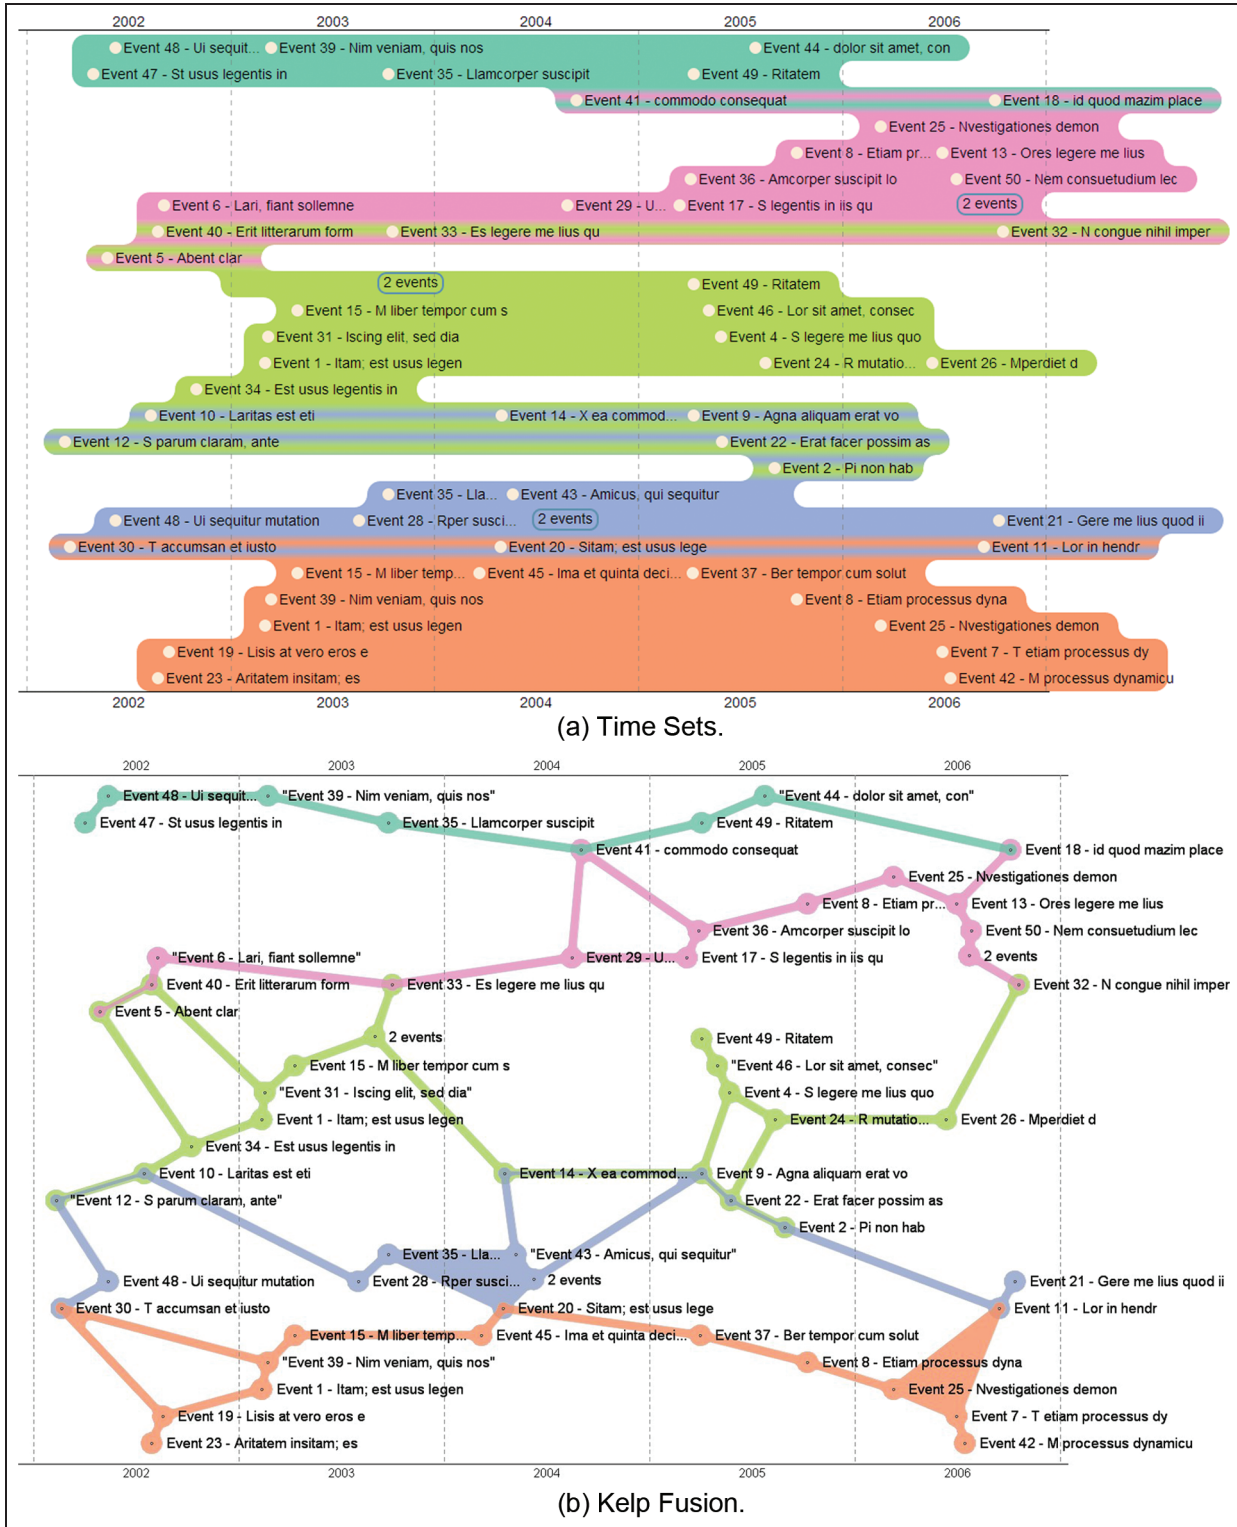 2002 2003 2004 2005 2006
Event 48 - Ui sequit... Event 39 - Nim veniam, quis nos Event 44 - dolor sit amet, con
Event 47 - St usus legentis in Event 35 - Llamcorper suscipit Event 49 - Ritatem
Event 41 - commodo consequat Event 18 - id quod mazim place
Event 25 - Nvestigationes demon
Event 8 - Etiam pr... Event 13 - Ores legere me lius
Event 36 - Amcorper suscipit lo Event 50 - Nem consuetudium lec
Event 6 - Lari, fiant sollemne Event 29 - U... Event 17 - S legentis in iis qu 2 events
Event 40 - Erit litterarum form Event 33 - Es legere me lius qu Event 32 - N congue nihil imper
Event 5 - Abent clar
2 events Event 49 - Ritatem
Event 15 - M liber tempor cum s Event 46 - Lor sit amet, consec
Event 31 - Iscing elit, sed dia Event 4 - S legere me lius quo
Event 1 - Itam; est usus legen Event 24 - R mutatio... Event 26 - Mperdiet d
Event 34 - Est usus legentis in
Event 10 - Laritas est eti Event 14 - X ea commod... Event 9 - Agna aliquam erat vo
Event 12 - S parum claram, ante Event 22 - Erat facer possim as
Event 2 - Pi non hab
Event 35 - Lla... Event 43 - Amicus, qui sequitur
Event 48 - Ui sequitur mutation Event 28 - Rper susci... 2 events Event 21 - Gere me lius quod ii
Event 30 - T accumsan et iusto Event 20 - Sitam; est usus lege Event 11 - Lor in hendr
Event 15 - M liber temp... Event 45 - Ima et quinta deci... Event 37 - Ber tempor cum solut
Event 39 - Nim veniam, quis nos Event 8 - Etiam processus dyna
Event 1 - Itam; est usus legen Event 25 - Nvestigationes demon
Event 19 - Lisis at vero eros e Event 7 - T etiam processus dy
Event 23 - Aritatem insitam; es Event 42 - M processus dynamicu
2002 2003 2004 2005 2006
(a) Time Sets.
2002 2003 2004 2005 2006
Event 48 - Ui sequit... "Event 39 - Nim veniam, quis nos" "Event 44 - dolor sit amet, con"
Event 47 - St usus legentis in Event 35 - Llamcorper suscipit Event 49 - Ritatem
Event 41 - commodo consequat Event 18 - id quod mazim place
Event 25 - Nvestigationes demon
Event 8 - Etiam pr... Event 13 - Ores legere me lius
Event 36 - Amcorper suscipit lo Event 50 - Nem consuetudium lec
"Event 6 - Lari, fiant sollemne" Event 29 - U... Event 17 - S legentis in iis qu 2 events
Event 40 - Erit litterarum form Event 33 - Es legere me lius qu Event 32 - N congue nihil imper
Event 5 - Abent clar
2 events Event 49 - Ritatem
Event 15 - M liber tempor cum s "Event 46 - Lor sit amet, consec"
"Event 31 - Iscing elit, sed dia" Event 4 - S legere me lius quo
Event 1 - Itam; est usus legen Event 24 - R mutatio... Event 26 - Mperdiet d
Event 34 - Est usus legentis in
Event 10 - Laritas est eti Event 14 - X ea commod... Event 9 - Agna aliquam erat vo
"Event 12 - S parum claram, ante" Event 22 - Erat facer possim as
Event 2 - Pi non hab
Event 35 - Lla... "Event 43 - Amicus, qui sequitur"
Event 48 - Ui sequitur mutation Event 28 - Rper susci... 2 events Event 21 - Gere me lius quod ii
Event 30 - T accumsan et iusto Event 20 - Sitam; est usus lege Event 11 - Lor in hendr
Event 15 - M liber temp... Event 45 - Ima et quinta deci... Event 37 - Ber tempor cum solut
"Event 39 - Nim veniam, quis nos" Event 8 - Etiam processus dyna
Event 1 - Itam; est usus legen Event 25 - Nvestigationes demon
Event 19 - Lisis at vero eros e Event 7 - T etiam processus dy
Event 23 - Aritatem insitam; es Event 42 - M processus dynamicu
2002 2003 2004 2005 2006
(b) Kelp Fusion.